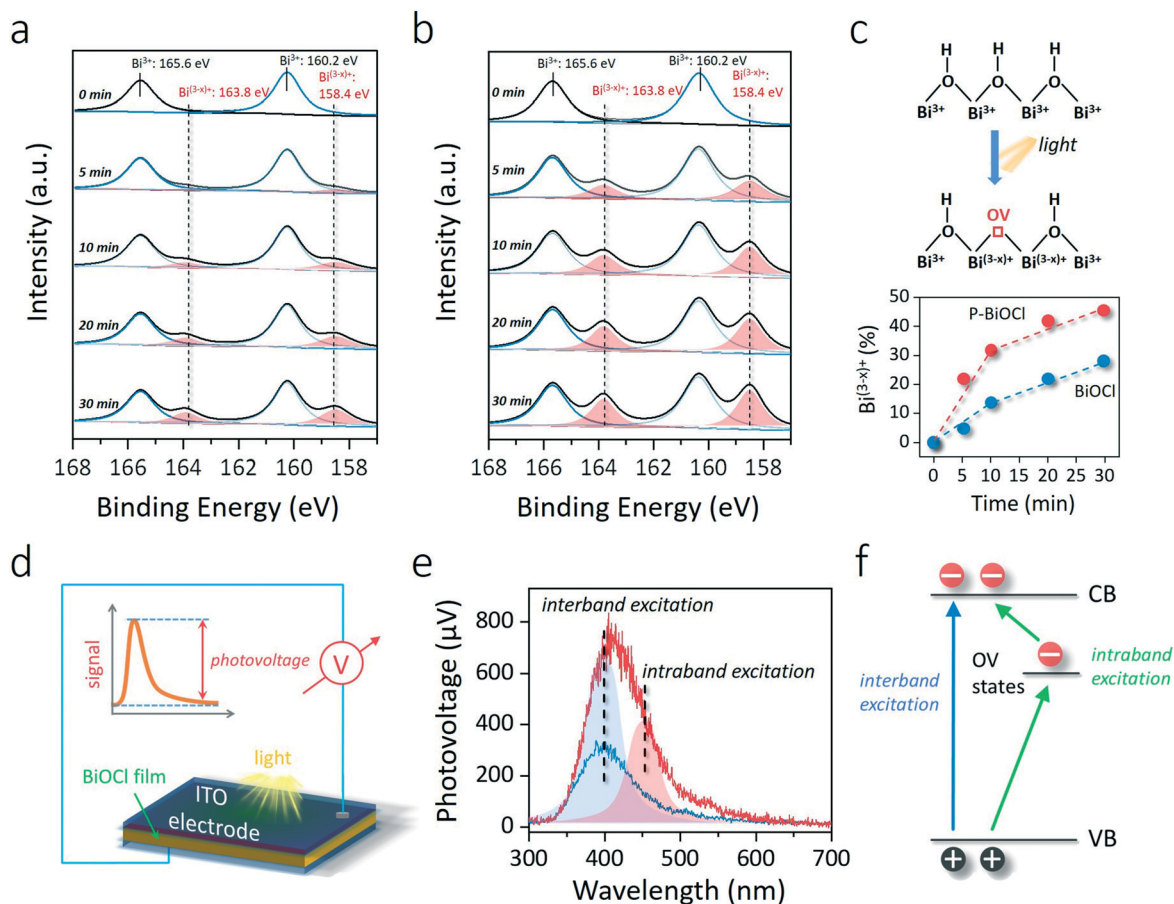 a
Bi³⁺: 165.6 eV
Bi³⁺: 160.2 eV
Bi⁽³⁻ˣ⁾⁺:
Bi⁽³⁻ˣ⁾⁺: 163.8 eV
158.4 eV
0 min
5 min
10 min
20 min
30 min
Intensity (a.u.)
168 166 164 162 160 158
Binding Energy (eV)
b
Bi³⁺: 165.6 eV
Bi³⁺: 160.2 eV
Bi⁽³⁻ˣ⁾⁺:
Bi⁽³⁻ˣ⁾⁺: 163.8 eV
158.4 eV
0 min
5 min
10 min
20 min
30 min
Intensity (a.u.)
168 166 164 162 160 158
Binding Energy (eV)
c
H H H
O O O
Bi³⁺ Bi³⁺ Bi³⁺ Bi³⁺
light
H OV H
O O
Bi³⁺ Bi⁽³⁻ˣ⁾⁺ Bi⁽³⁻ˣ⁾⁺ Bi³⁺
50
40
30
20
10
0
Bi⁽³⁻ˣ⁾⁺ (%)
P-BiOCl
BiOCl
0 5 10 15 20 25 30
Time (min)
d
signal
photovoltage
V
light
BiOCl film
ITO
electrode
e
800
600
400
200
0
Photovoltage (μV)
interband excitation
intraband excitation
300 400 500 600 700
Wavelength (nm)
f
CB
OV
states
interband
excitation
intraband
excitation
VB